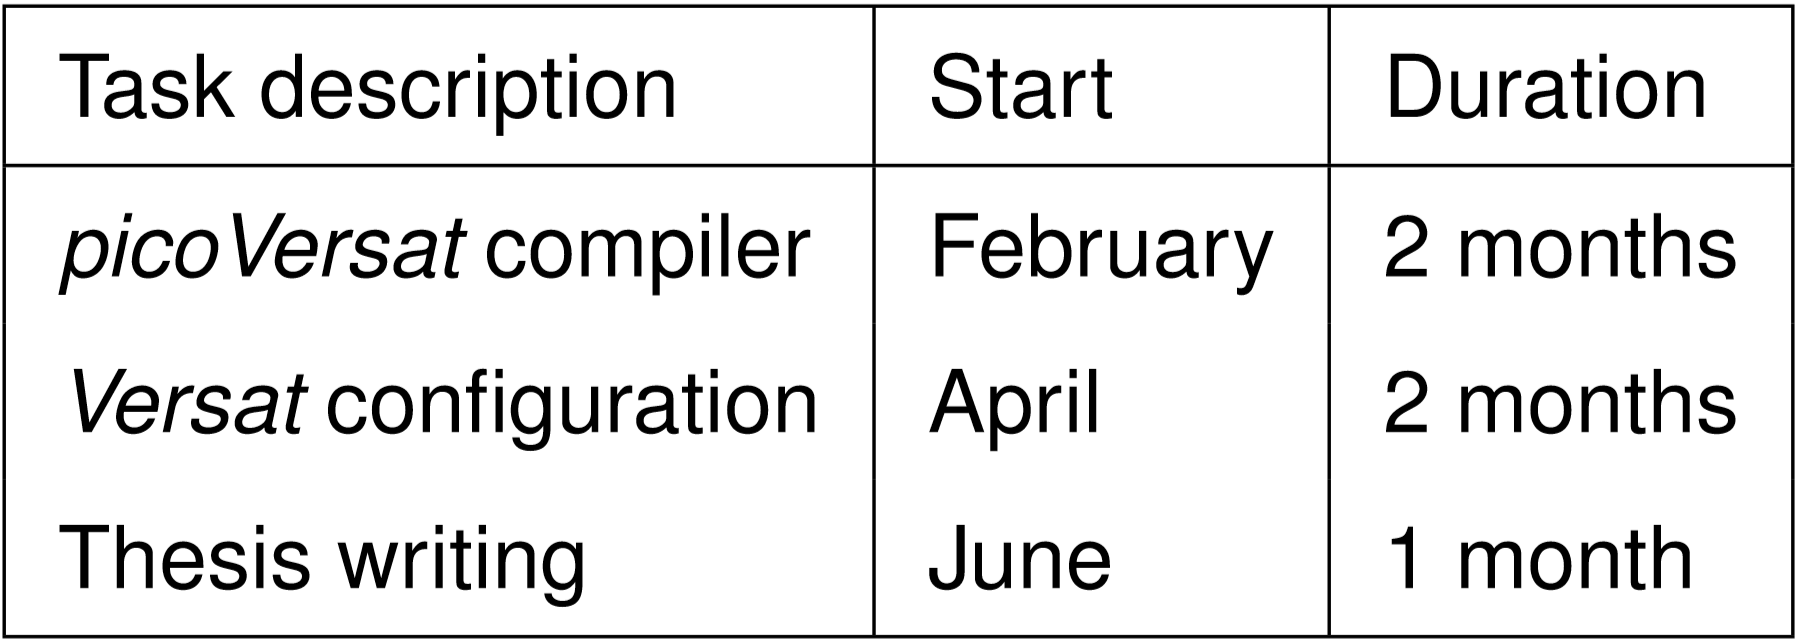 Task description Start Duration
picoVersat compiler February 2 months
Versat configuration April 2 months
Thesis writing June 1 month